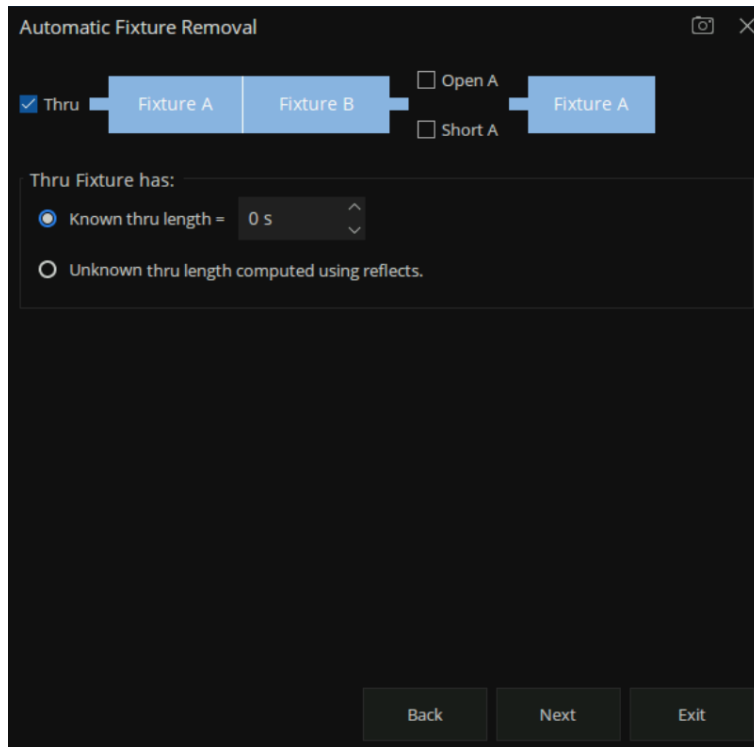 Automatic Fixture Removal
Open A
Thru Fixture A Fixture B Fixture A
Short A
Thru Fixture has:
Known thru length = 0 s
Unknown thru length computed using reflects.
Back Next Exit